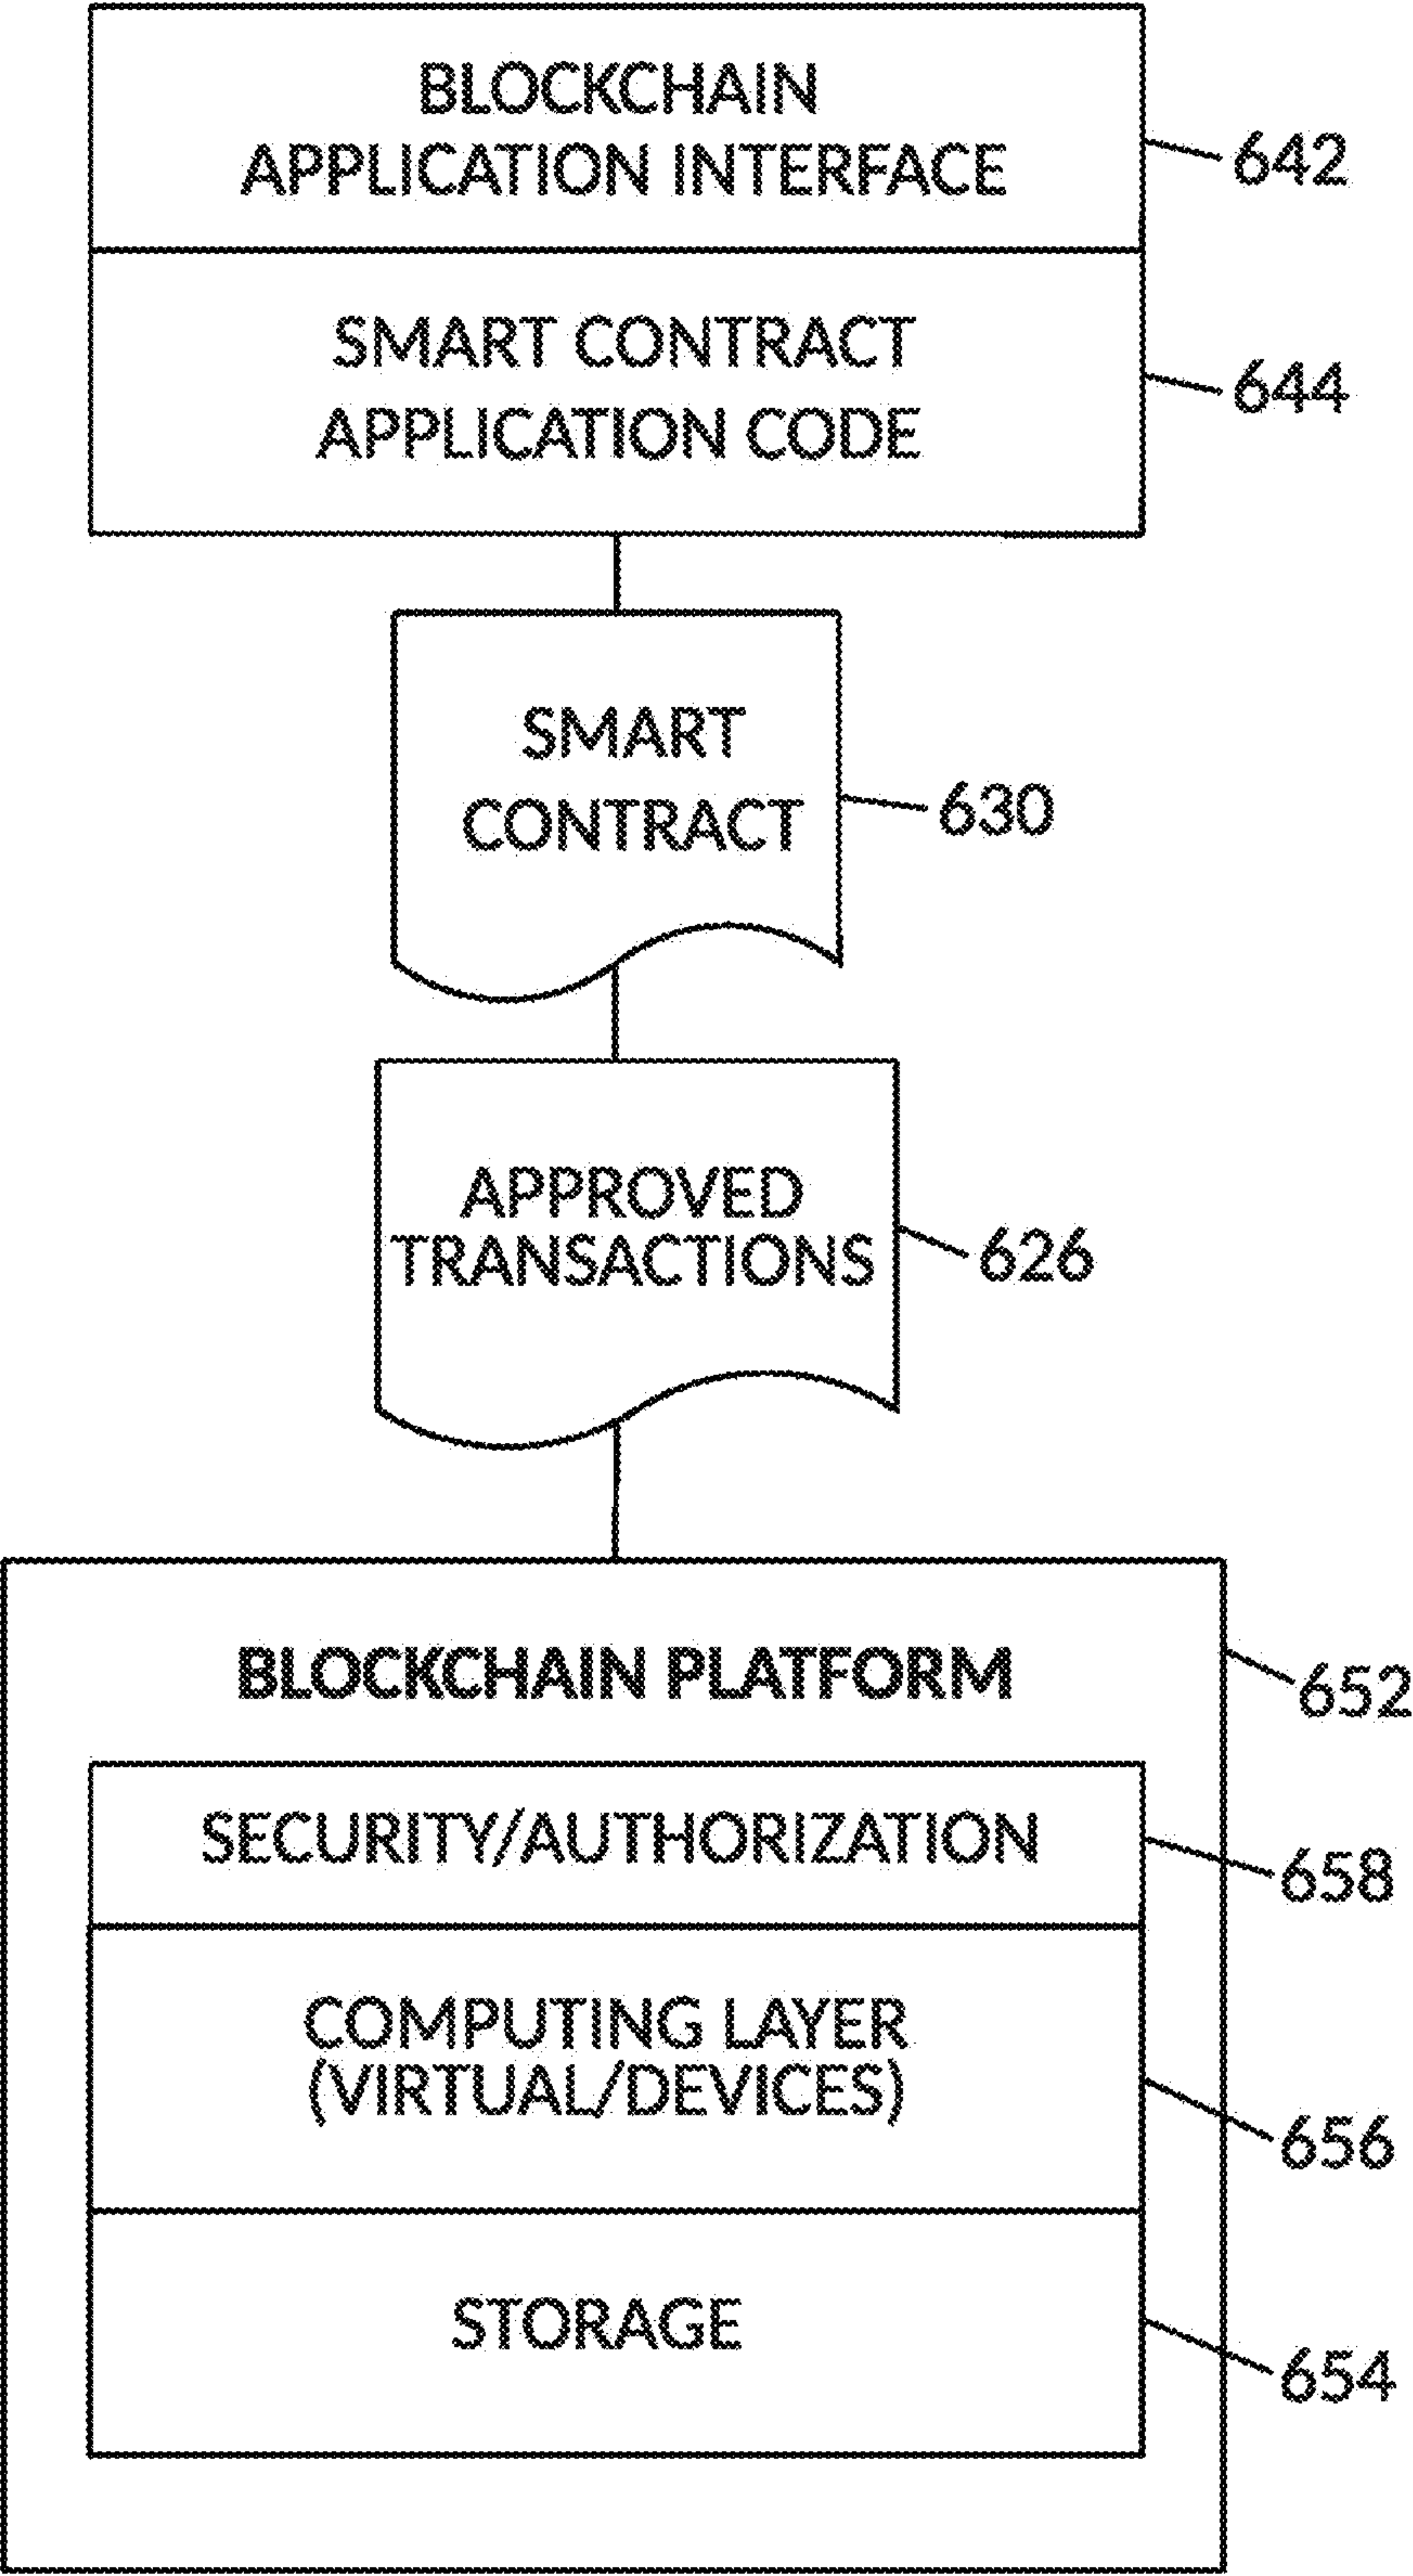 BLOCKCHAIN
APPLICATION INTERFACE
642
SMART CONTRACT
APPLICATION CODE
644
SMART
CONTRACT
630
APPROVED
TRANSACTIONS
626
BLOCKCHAIN PLATFORM
652
SECURITY/AUTHORIZATION
658
COMPUTING LAYER
(VIRTUAL/DEVICES)
656
STORAGE
654